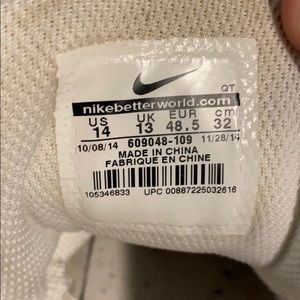 QT
nikebetterworld.com
US UK EUR cm
14 13 48.5 32
10/08/14 609048-109 11/28/14
MADE IN CHINA
FABRIQUE EN CHINE
105346833 UPC 00887225032616